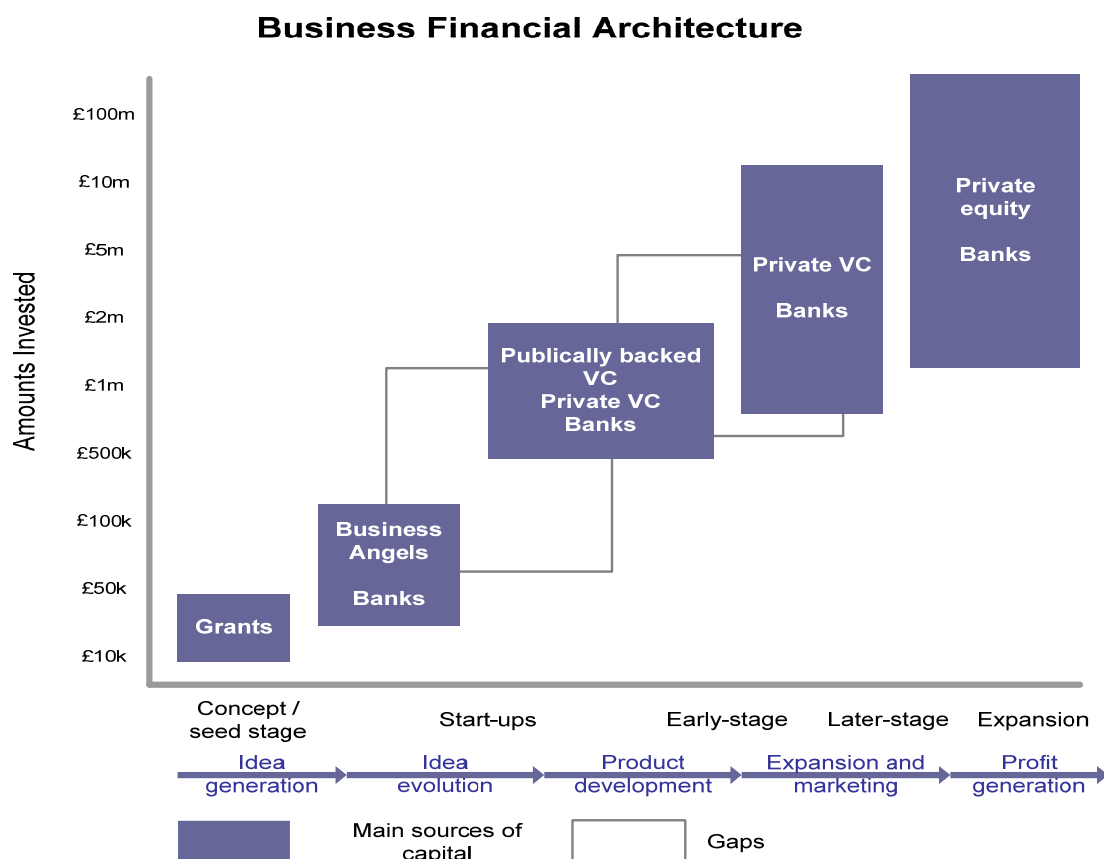 Business Financial Architecture
Amounts Invested
£100m
£10m
£5m
£2m
£1m
£500k
£100k
£50k
£10k
Grants
Business
Angels
Banks
Publically backed
VC
Private VC
Banks
Private VC
Banks
Private
equity
Banks
Concept /
seed stage
Start-ups
Early-stage
Later-stage
Expansion
Idea
generation
Idea
evolution
Product
development
Expansion and
marketing
Profit
generation
Main sources of
capital
Gaps